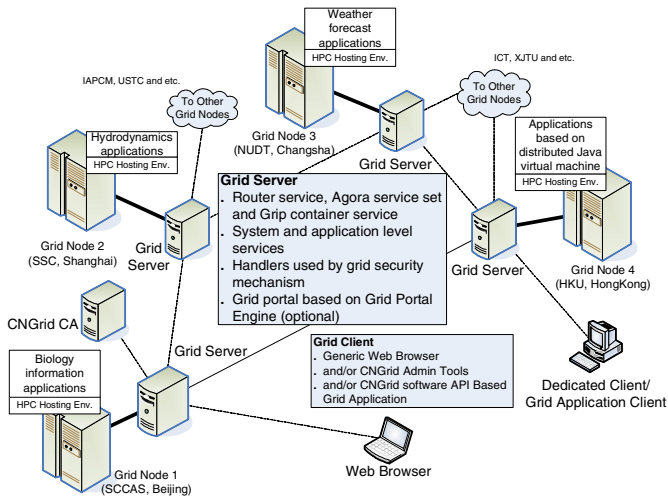 Weather
forecast
applications
HPC Hosting Env.
ICT, XJTU and etc.
IAPCM, USTC and etc.
To Other
Grid Nodes
To Other
Grid Nodes
Hydrodynamics
applications
HPC Hosting Env.
Grid Node 3
(NUDT, Changsha)
Grid Server
Applications
based on
distributed Java
virtual machine
HPC Hosting Env.
Grid Server
. Router service, Agora service set
and Grip container service
. System and application level
services
. Handlers used by grid security
mechanism
. Grid portal based on Grid Portal
Engine (optional)
Grid Node 2
(SSC, Shanghai)
Grid
Server
Grid Server
Grid Node 4
(HKU, HongKong)
CNGrid CA
Grid Server
Biology
information
applications
HPC Hosting Env.
Grid Client
. Generic Web Browser
. and/or CNGrid Admin Tools
. and/or CNGrid software API Based
Grid Application
Dedicated Client/
Grid Application Client
Grid Node 1
(SCCAS, Beijing)
Web Browser